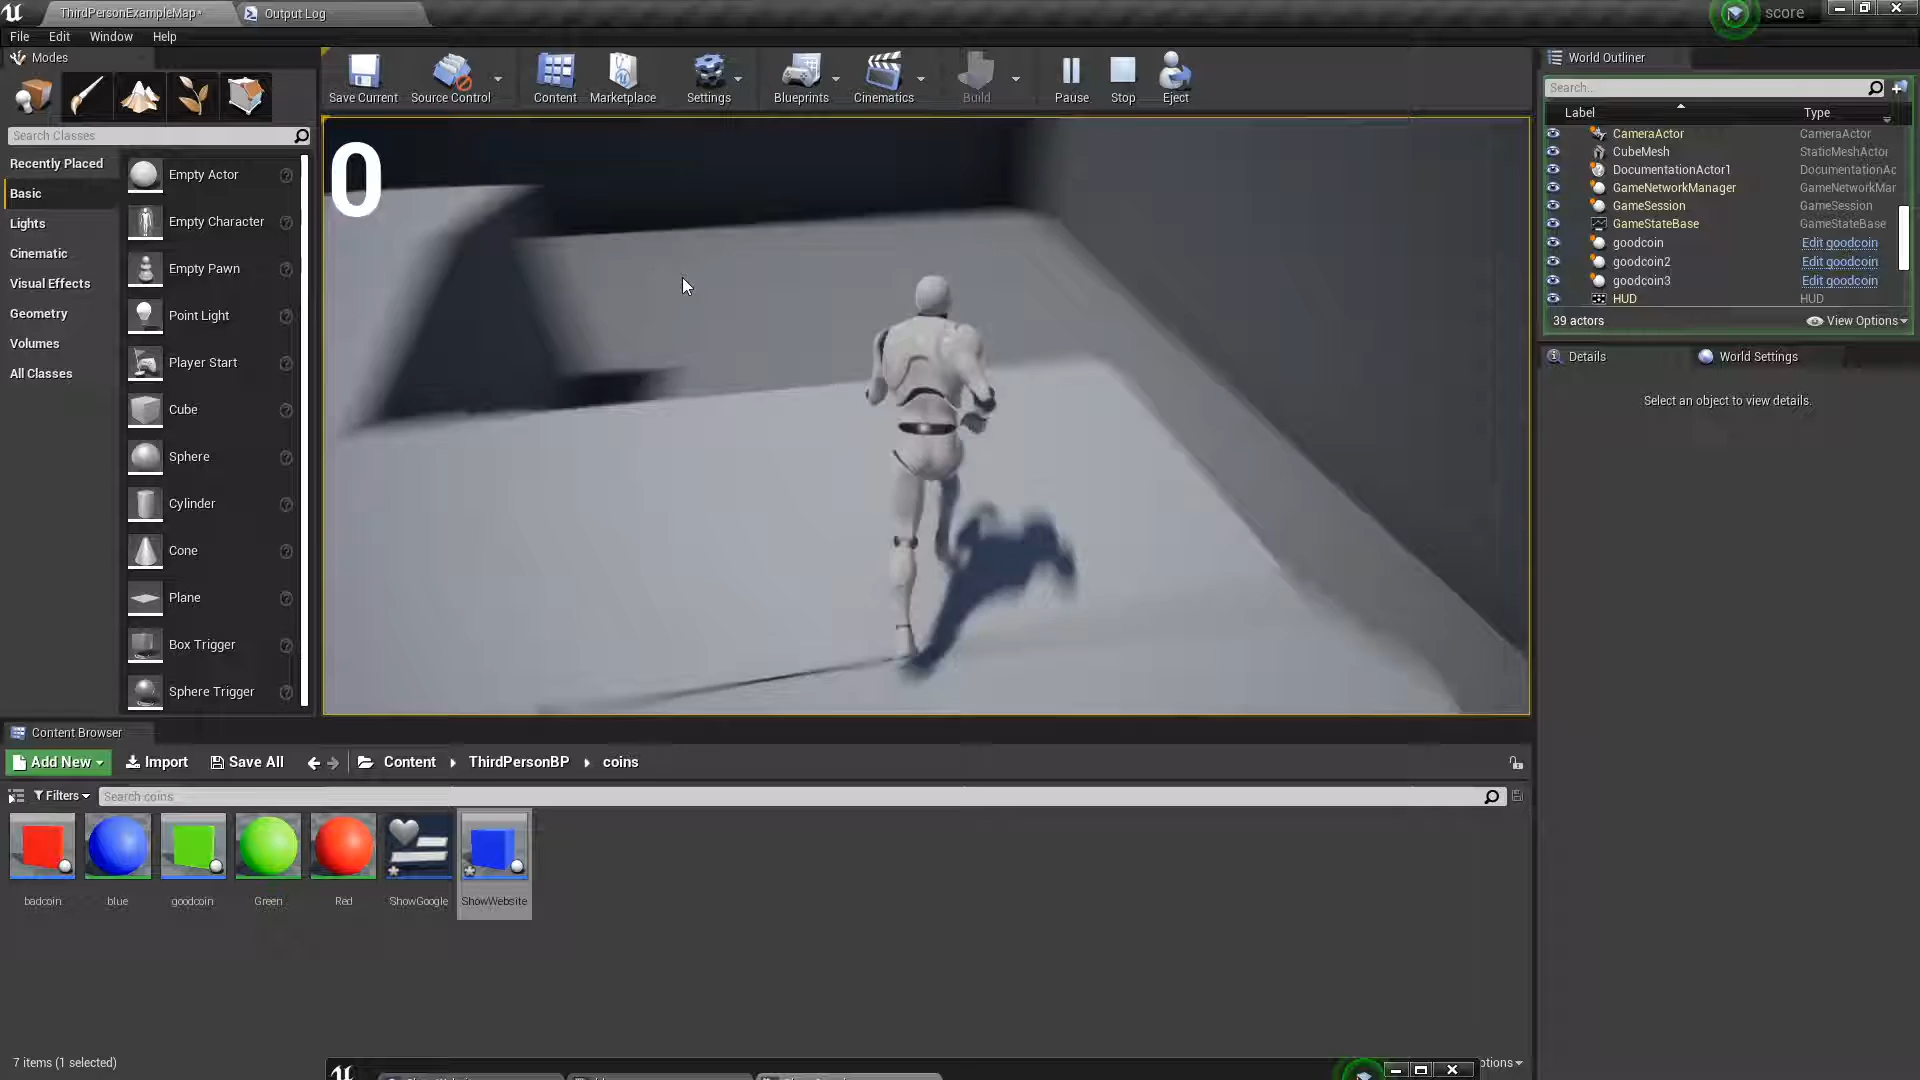 ThirdPersonExampleMap*
Output Log
score
File Edit Window Help
Modes
Search Classes
Recently Placed
Basic
Lights
Cinematic
Visual Effects
Geometry
Volumes
All Classes
Empty Actor
Empty Character
Empty Pawn
Point Light
Player Start
Cube
Sphere
Cylinder
Cone
Plane
Box Trigger
Sphere Trigger
Save Current
Source Control
Content
Marketplace
Settings
Blueprints
Cinematics
Build
Pause
Stop
Eject
0
World Outliner
Search...
Label Type
CameraActor CameraActor
CubeMesh StaticMeshActor
DocumentationActor1 DocumentationAc
GameNetworkManager GameNetworkMar
GameSession GameSession
GameStateBase GameStateBase
goodcoin Edit goodcoin
goodcoin2 Edit goodcoin
goodcoin3 Edit goodcoin
HUD HUD
39 actors View Options
Details World Settings
Select an object to view details.
Content Browser
Add New Import Save All Content ThirdPersonBP coins
Filters Search coins
badcoin
blue
goodcoin
Green
Red
ShowGoogle
ShowWebsite
7 items (1 selected)
ptions